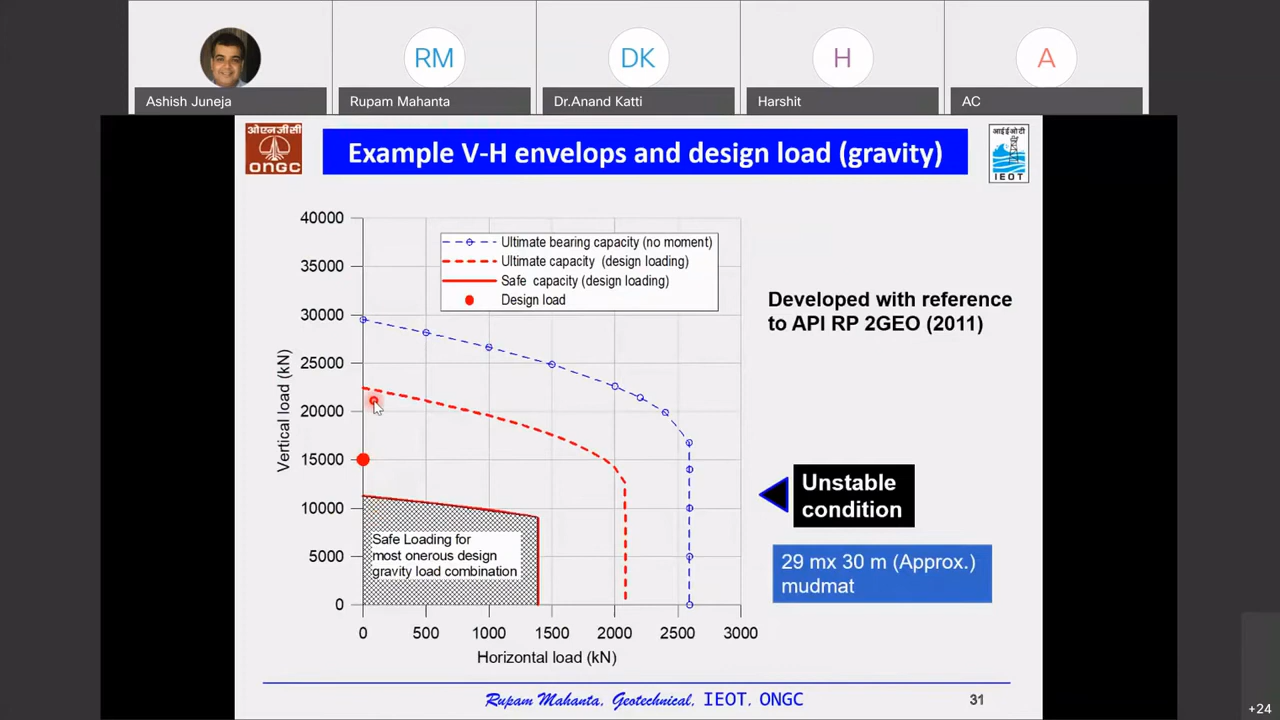 RM
DK
H
A
Ashish Juneja
Rupam Mahanta
Dr.Anand Katti
Harshit
AC
ओएनजीसी
ONGC
Example V-H envelops and design load (gravity)
आईईओटी
IEOT
40000
35000
30000
25000
20000
15000
10000
5000
0
Vertical load (kN)
Ultimate bearing capacity (no moment)
Ultimate capacity (design loading)
Safe capacity (design loading)
Design load
Safe Loading for
most onerous design
gravity load combination
0 500 1000 1500 2000 2500 3000
Horizontal load (kN)
Developed with reference
to API RP 2GEO (2011)
Unstable
condition
29 mx 30 m (Approx.)
mudmat
Rupam Mahanta, Geotechnical, IEOT, ONGC
31
+24